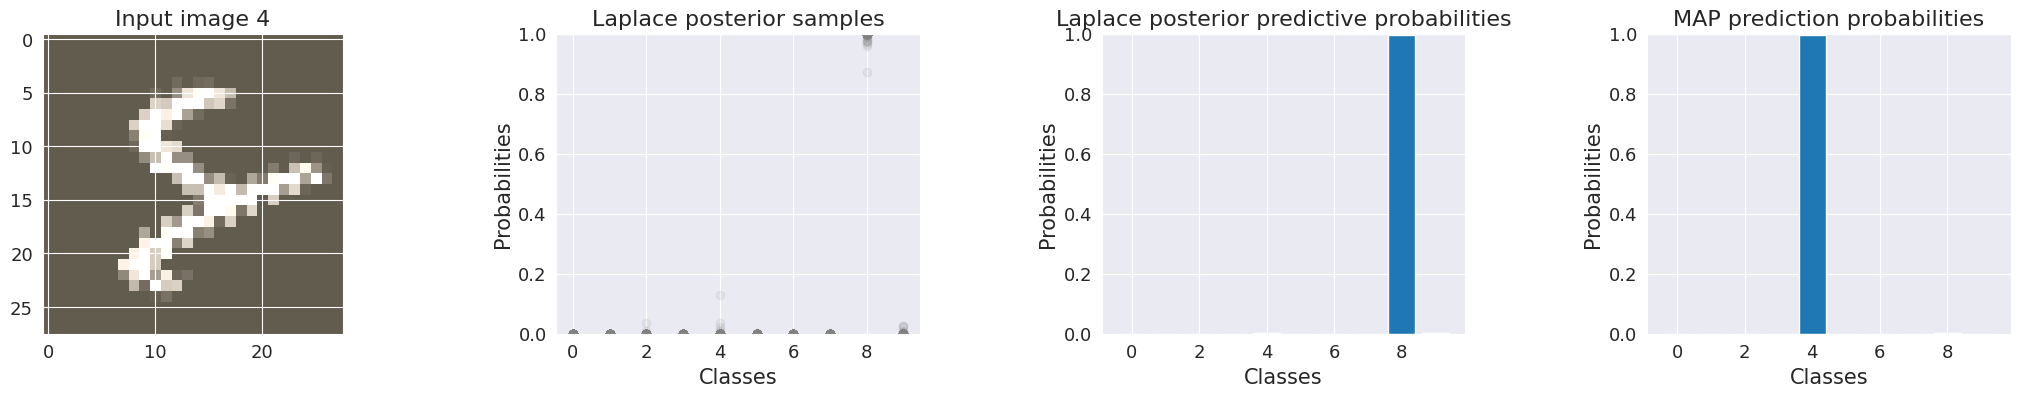 Input image 4
0
5
10
15
20
25
0 10 20
Laplace posterior samples
Probabilities
1.0
0.8
0.6
0.4
0.2
0.0
0 2 4 6 8
Classes
Laplace posterior predictive probabilities
Probabilities
1.0
0.8
0.6
0.4
0.2
0.0
0 2 4 6 8
Classes
MAP prediction probabilities
Probabilities
1.0
0.8
0.6
0.4
0.2
0.0
0 2 4 6 8
Classes